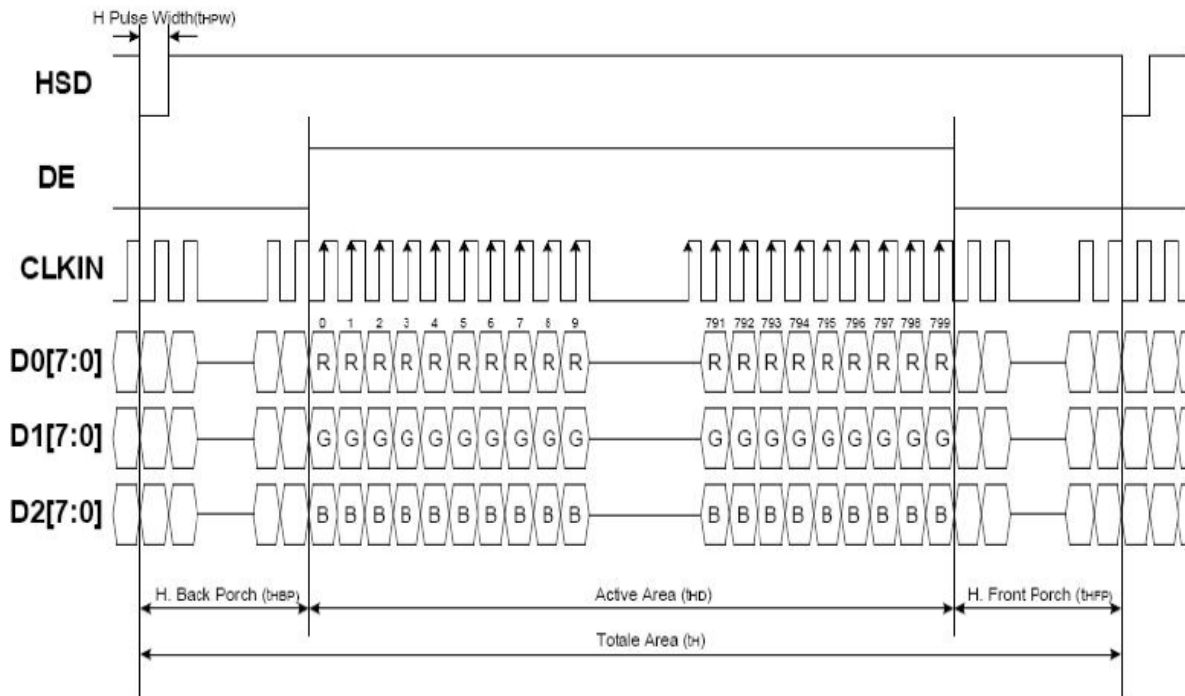 H Pulse Width(tHPW)
HSD
DE
CLKIN
0 1 2 3 4 5 6 7 8 9 791 792 793 794 795 796 797 798 799
D0[7:0] R R R R R R R R R R R R R R R R R R R
D1[7:0] G G G G G G G G G G G G G G G G G G G
D2[7:0] B B B B B B B B B B B B B B B B B B B
H. Back Porch (tHBP) Active Area (tHD) H. Front Porch (tHFP)
Totale Area (tH)